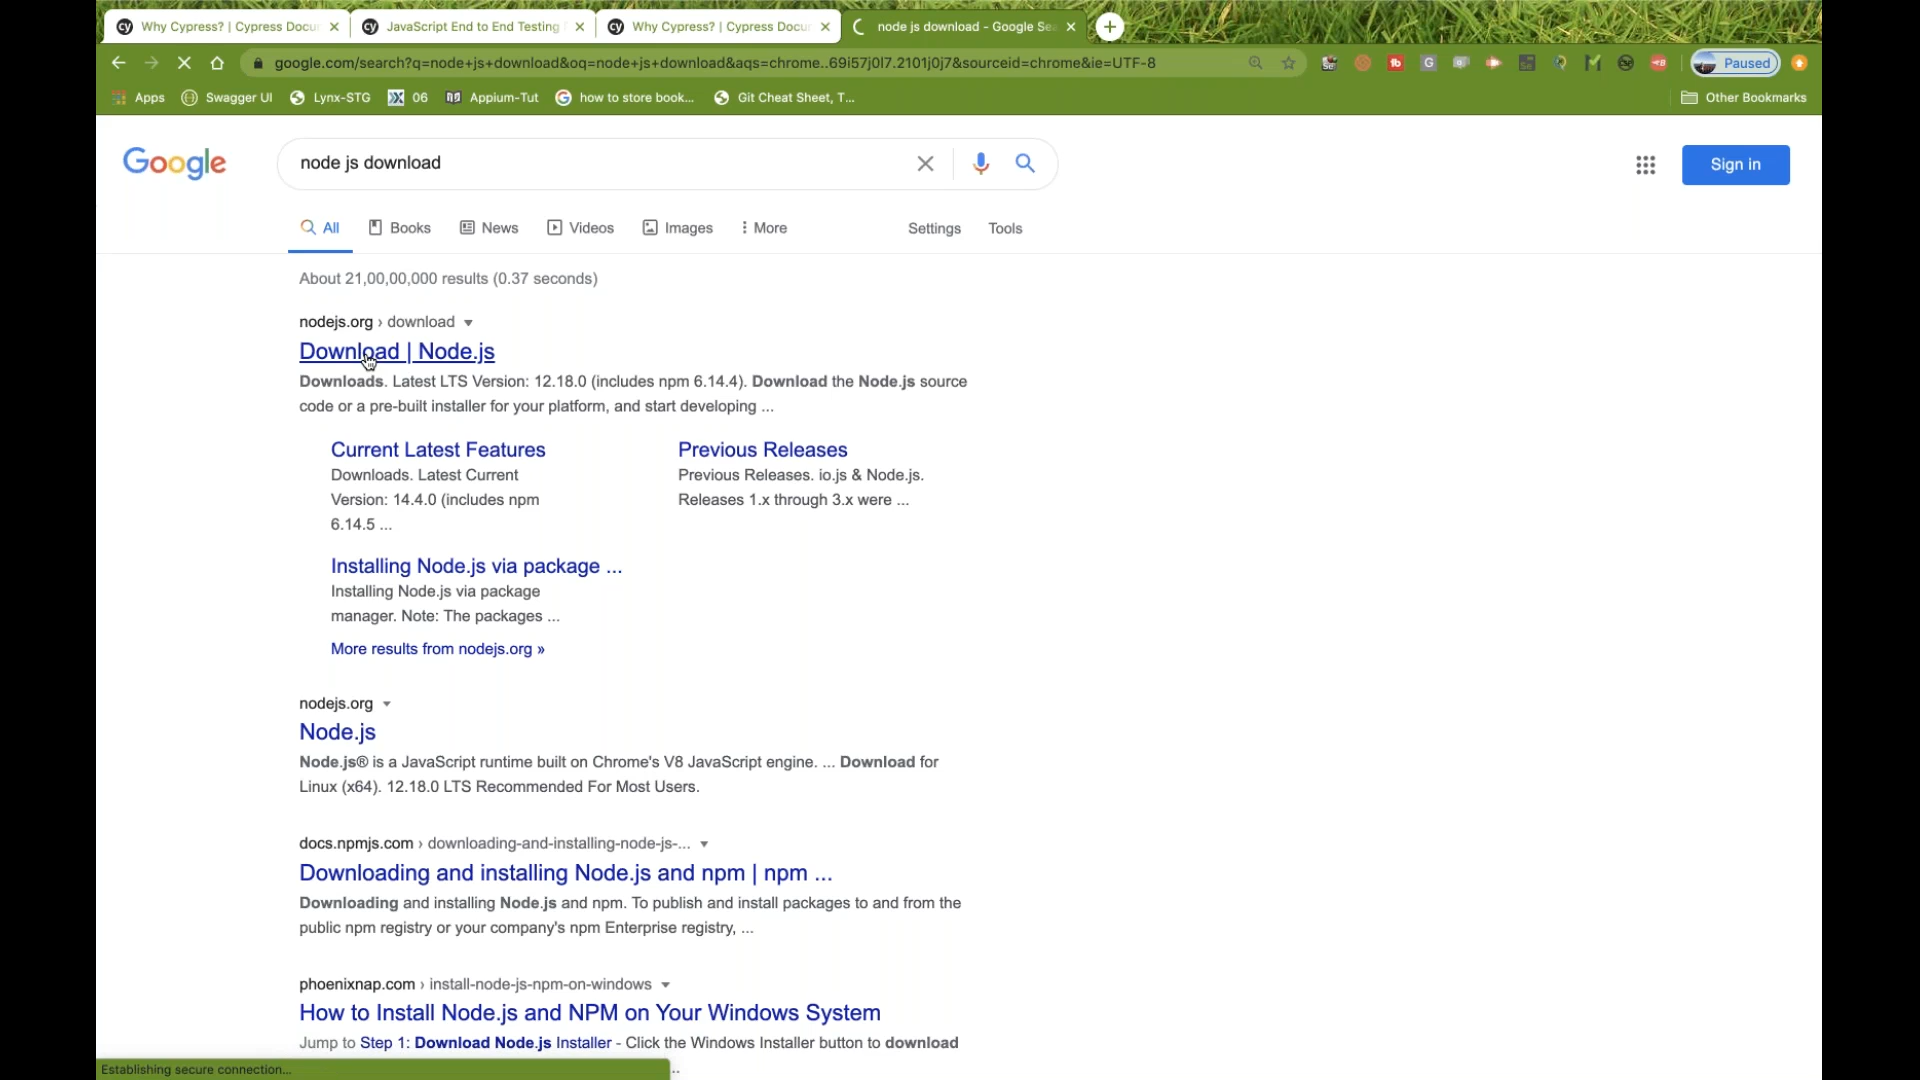 Why Cypress? | Cypress Docu
JavaScript End to End Testing
Why Cypress? | Cypress Docu
node js download - Google Se
google.com/search?q=node+js+download&oq=node+js+download&aqs=chrome..69i57j0l7.2101j0j7&sourceid=chrome&ie=UTF-8
Paused
Apps
Swagger UI
Lynx-STG
06
Appium-Tut
how to store book...
Git Cheat Sheet, T...
Other Bookmarks
Google
node js download
Sign in
All
Books
News
Videos
Images
More
Settings
Tools
About 21,00,00,000 results (0.37 seconds)
nodejs.org › download
Download | Node.js
Downloads. Latest LTS Version: 12.18.0 (includes npm 6.14.4). Download the Node.js source
code or a pre-built installer for your platform, and start developing ...
Current Latest Features
Downloads. Latest Current
Version: 14.4.0 (includes npm
6.14.5 ...
Previous Releases
Previous Releases. io.js & Node.js.
Releases 1.x through 3.x were ...
Installing Node.js via package ...
Installing Node.js via package
manager. Note: The packages ...
More results from nodejs.org »
nodejs.org
Node.js
Node.js® is a JavaScript runtime built on Chrome's V8 JavaScript engine. ... Download for
Linux (x64). 12.18.0 LTS Recommended For Most Users.
docs.npmjs.com › downloading-and-installing-node-js-...
Downloading and installing Node.js and npm | npm ...
Downloading and installing Node.js and npm. To publish and install packages to and from the
public npm registry or your company's npm Enterprise registry, ...
phoenixnap.com › install-node-js-npm-on-windows
How to Install Node.js and NPM on Your Windows System
Jump to Step 1: Download Node.js Installer - Click the Windows Installer button to download
Establishing secure connection...